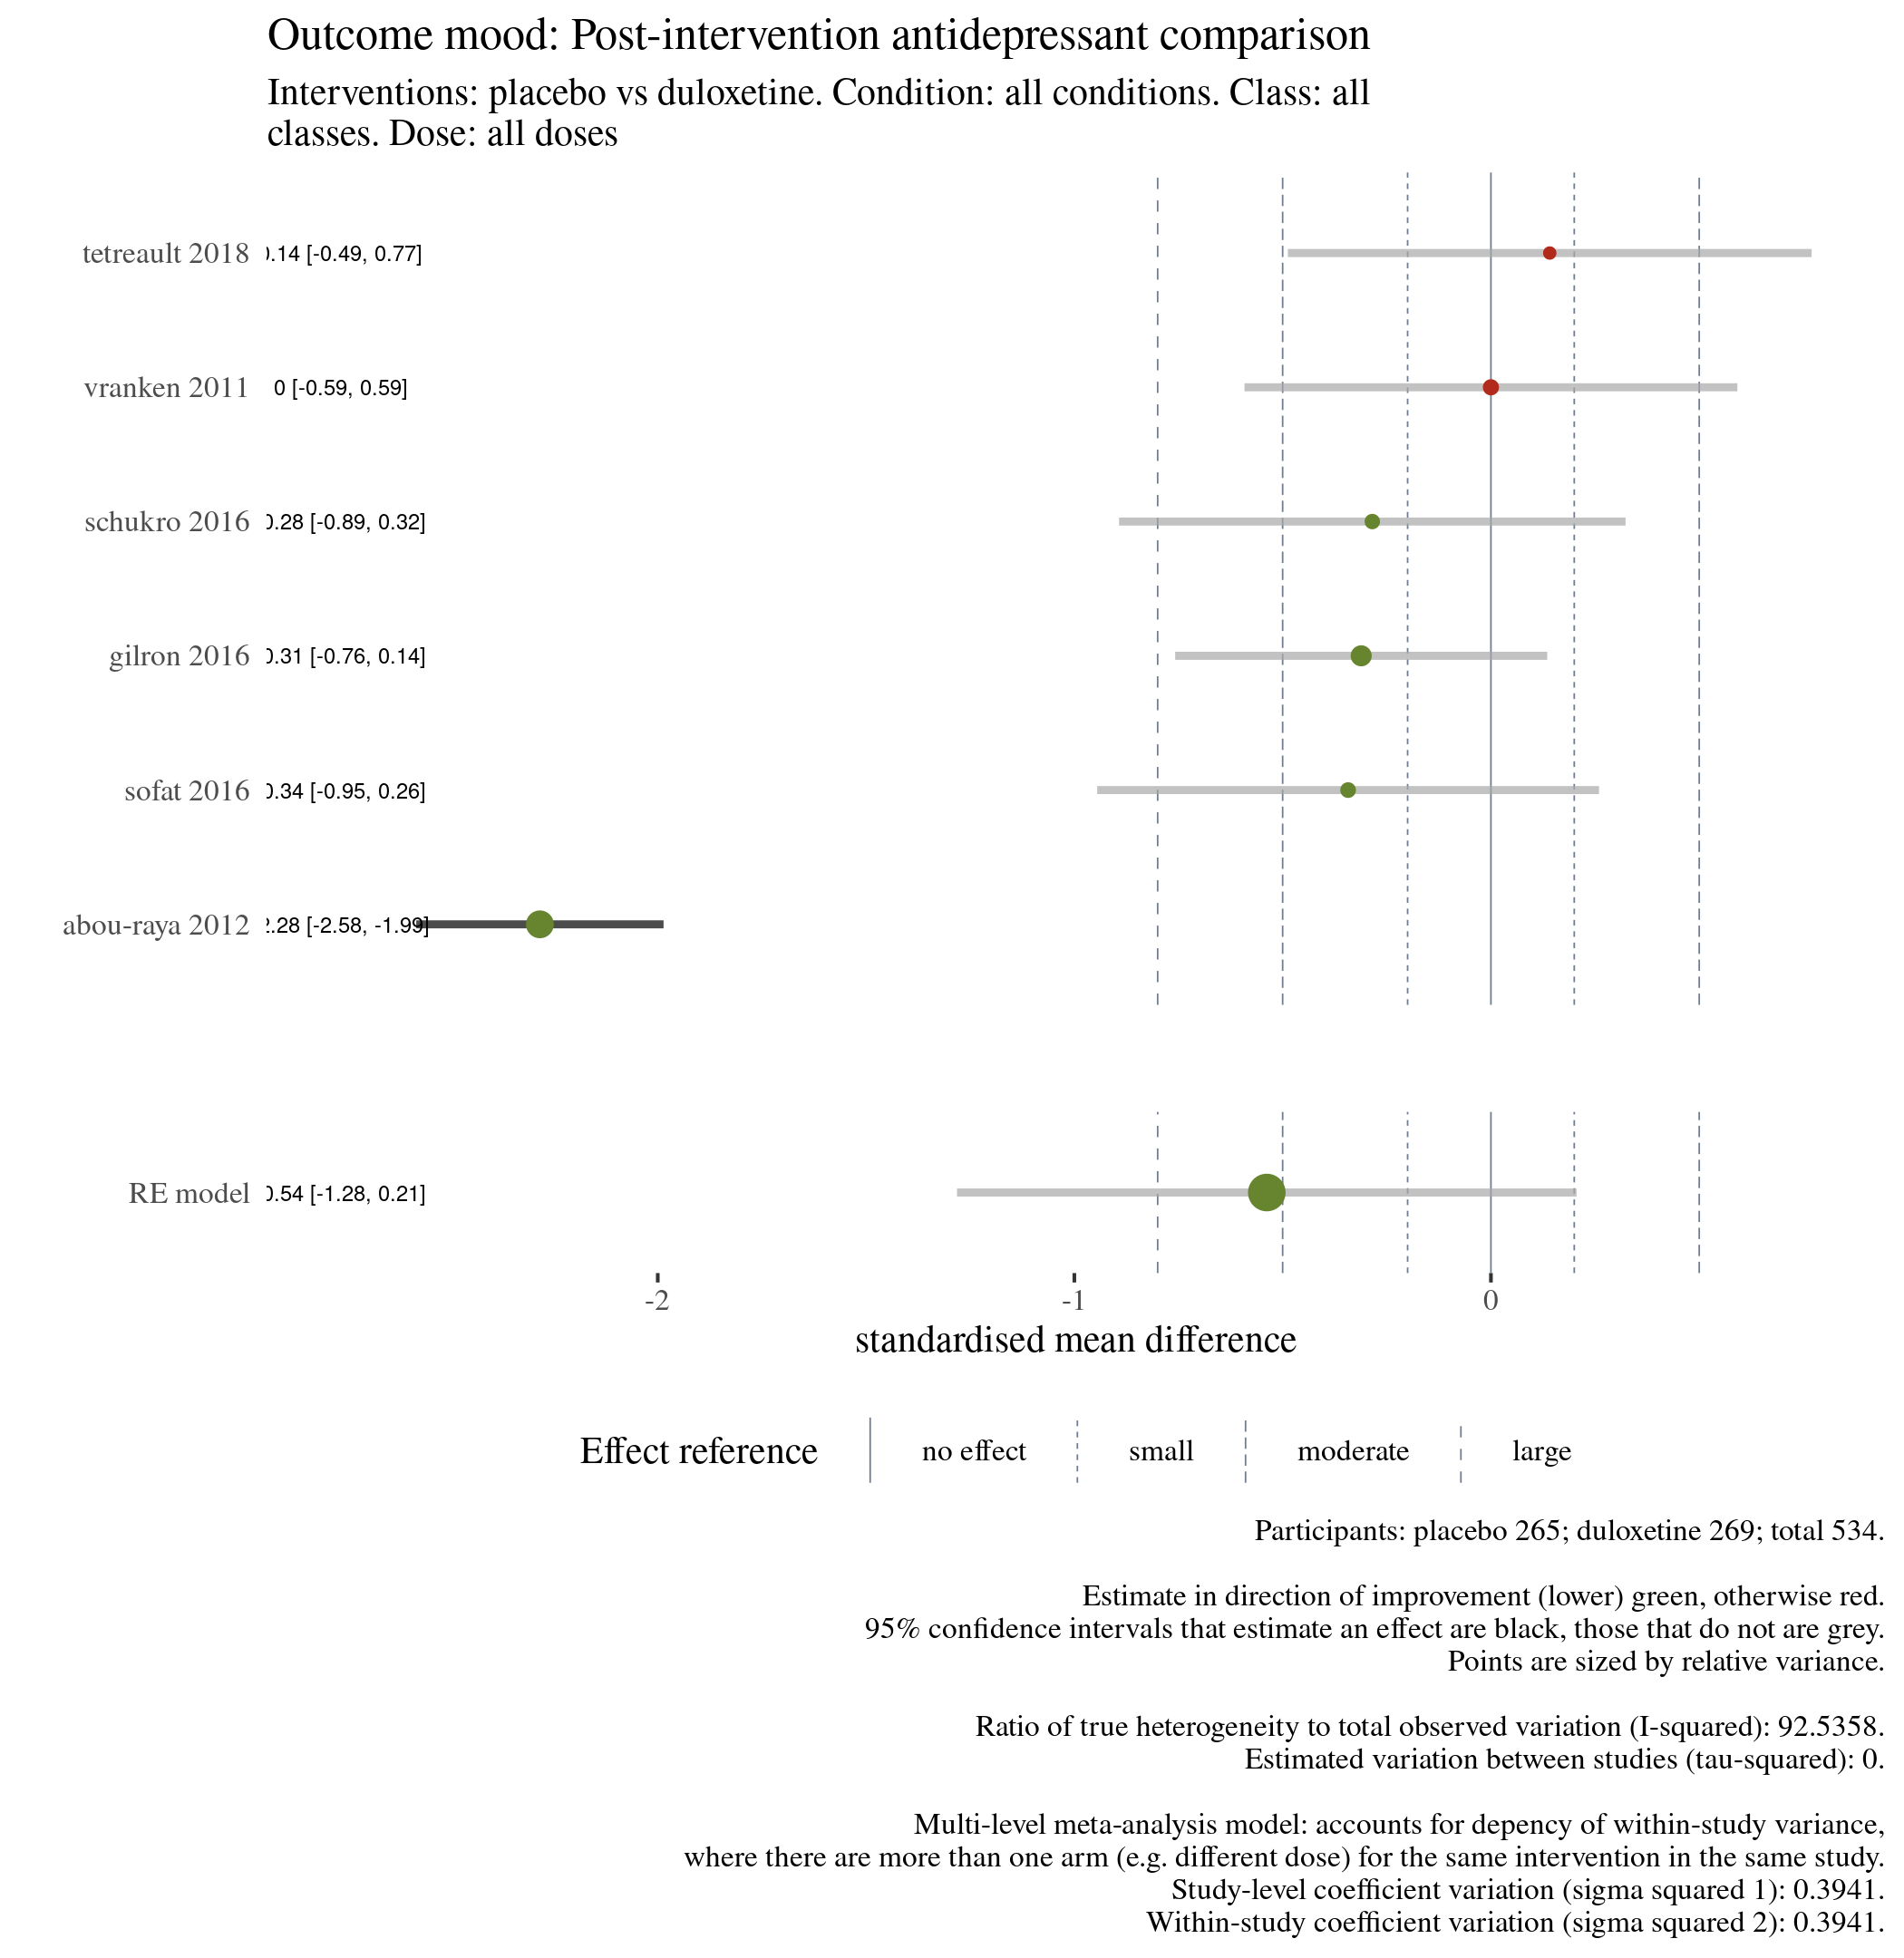 Outcome mood: Post-intervention antidepressant comparison
Interventions: placebo vs duloxetine. Condition: all conditions. Class: all
classes. Dose: all doses
tetreault 2018 .14 [-0.49, 0.77]
vranken 2011 0 [-0.59, 0.59]
schukro 2016 0.28 [-0.89, 0.32]
gilron 2016 0.31 [-0.76, 0.14]
sofat 2016 0.34 [-0.95, 0.26]
abou-raya 2012 2.28 [-2.58, -1.99]
RE model 0.54 [-1.28, 0.21]
-2 -1 0
standardised mean difference
Effect reference no effect small moderate large
Participants: placebo 265; duloxetine 269; total 534.
Estimate in direction of improvement (lower) green, otherwise red.
95% confidence intervals that estimate an effect are black, those that do not are grey.
Points are sized by relative variance.
Ratio of true heterogeneity to total observed variation (I-squared): 92.5358.
Estimated variation between studies (tau-squared): 0.
Multi-level meta-analysis model: accounts for depency of within-study variance,
where there are more than one arm (e.g. different dose) for the same intervention in the same study.
Study-level coefficient variation (sigma squared 1): 0.3941.
Within-study coefficient variation (sigma squared 2): 0.3941.